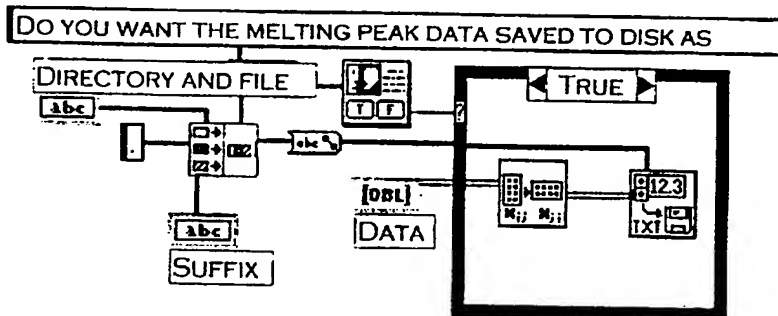 DO YOU WANT THE MELTING PEAK DATA SAVED TO DISK AS
DIRECTORY AND FILE
abc
T F
?
TRUE
.
abc
[DBL]
DATA
12.3
TXT
abc
SUFFIX